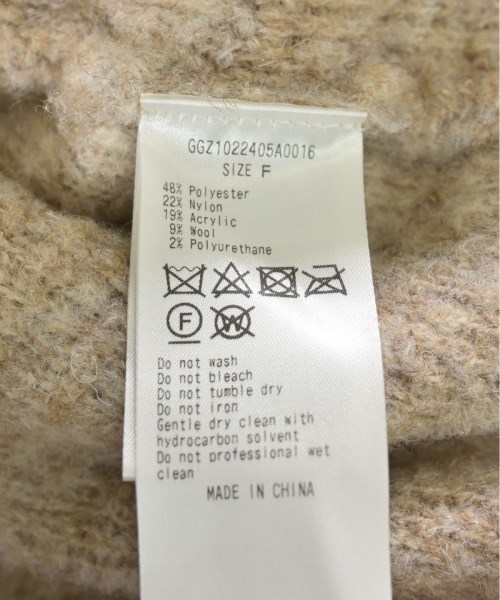 GGZ1022405A0016
SIZE F
48% Polyester
22% Nylon
19% Acrylic
9% Wool
2% Polyurethane
F W
Do not wash
Do not bleach
Do not tumble dry
Do not iron
Gentle dry clean with
hydrocarbon solvent
Do not professional wet
clean
MADE IN CHINA